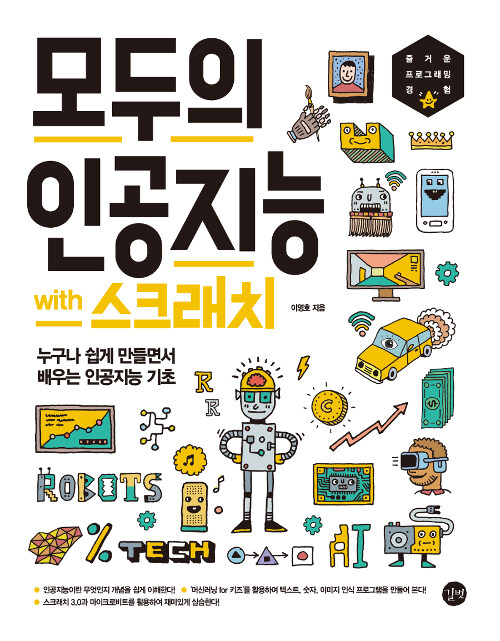 즐거운
프로그래밍
경험
모두의
인공지능
with 스크래치
이영호 지음
누구나 쉽게 만들면서
배우는 인공지능 기초
R
R
C
$
ROBOTS
% TECH
AI
인공지능이란 무엇인지 개념을 쉽게 이해한다!
'머신러닝 for 키즈'를 활용하여 텍스트, 숫자, 이미지 인식 프로그램을 만들어 본다!
스크래치 3.0과 마이크로비트를 활용하여 재미있게 실습한다!
길벗